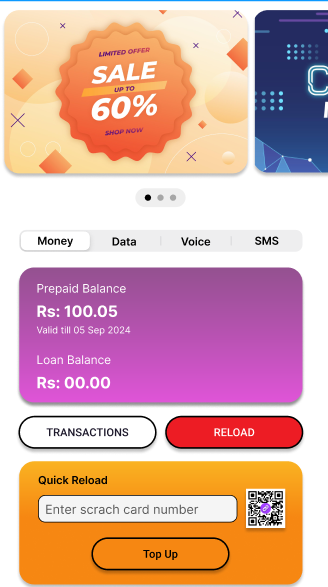 LIMITED OFFER
SALE
UP TO
60%
SHOP NOW
Money Data Voice SMS
Prepaid Balance
Rs: 100.05
Valid till 05 Sep 2024
Loan Balance
Rs: 00.00
TRANSACTIONS RELOAD
Quick Reload
Enter scrach card number
Top Up